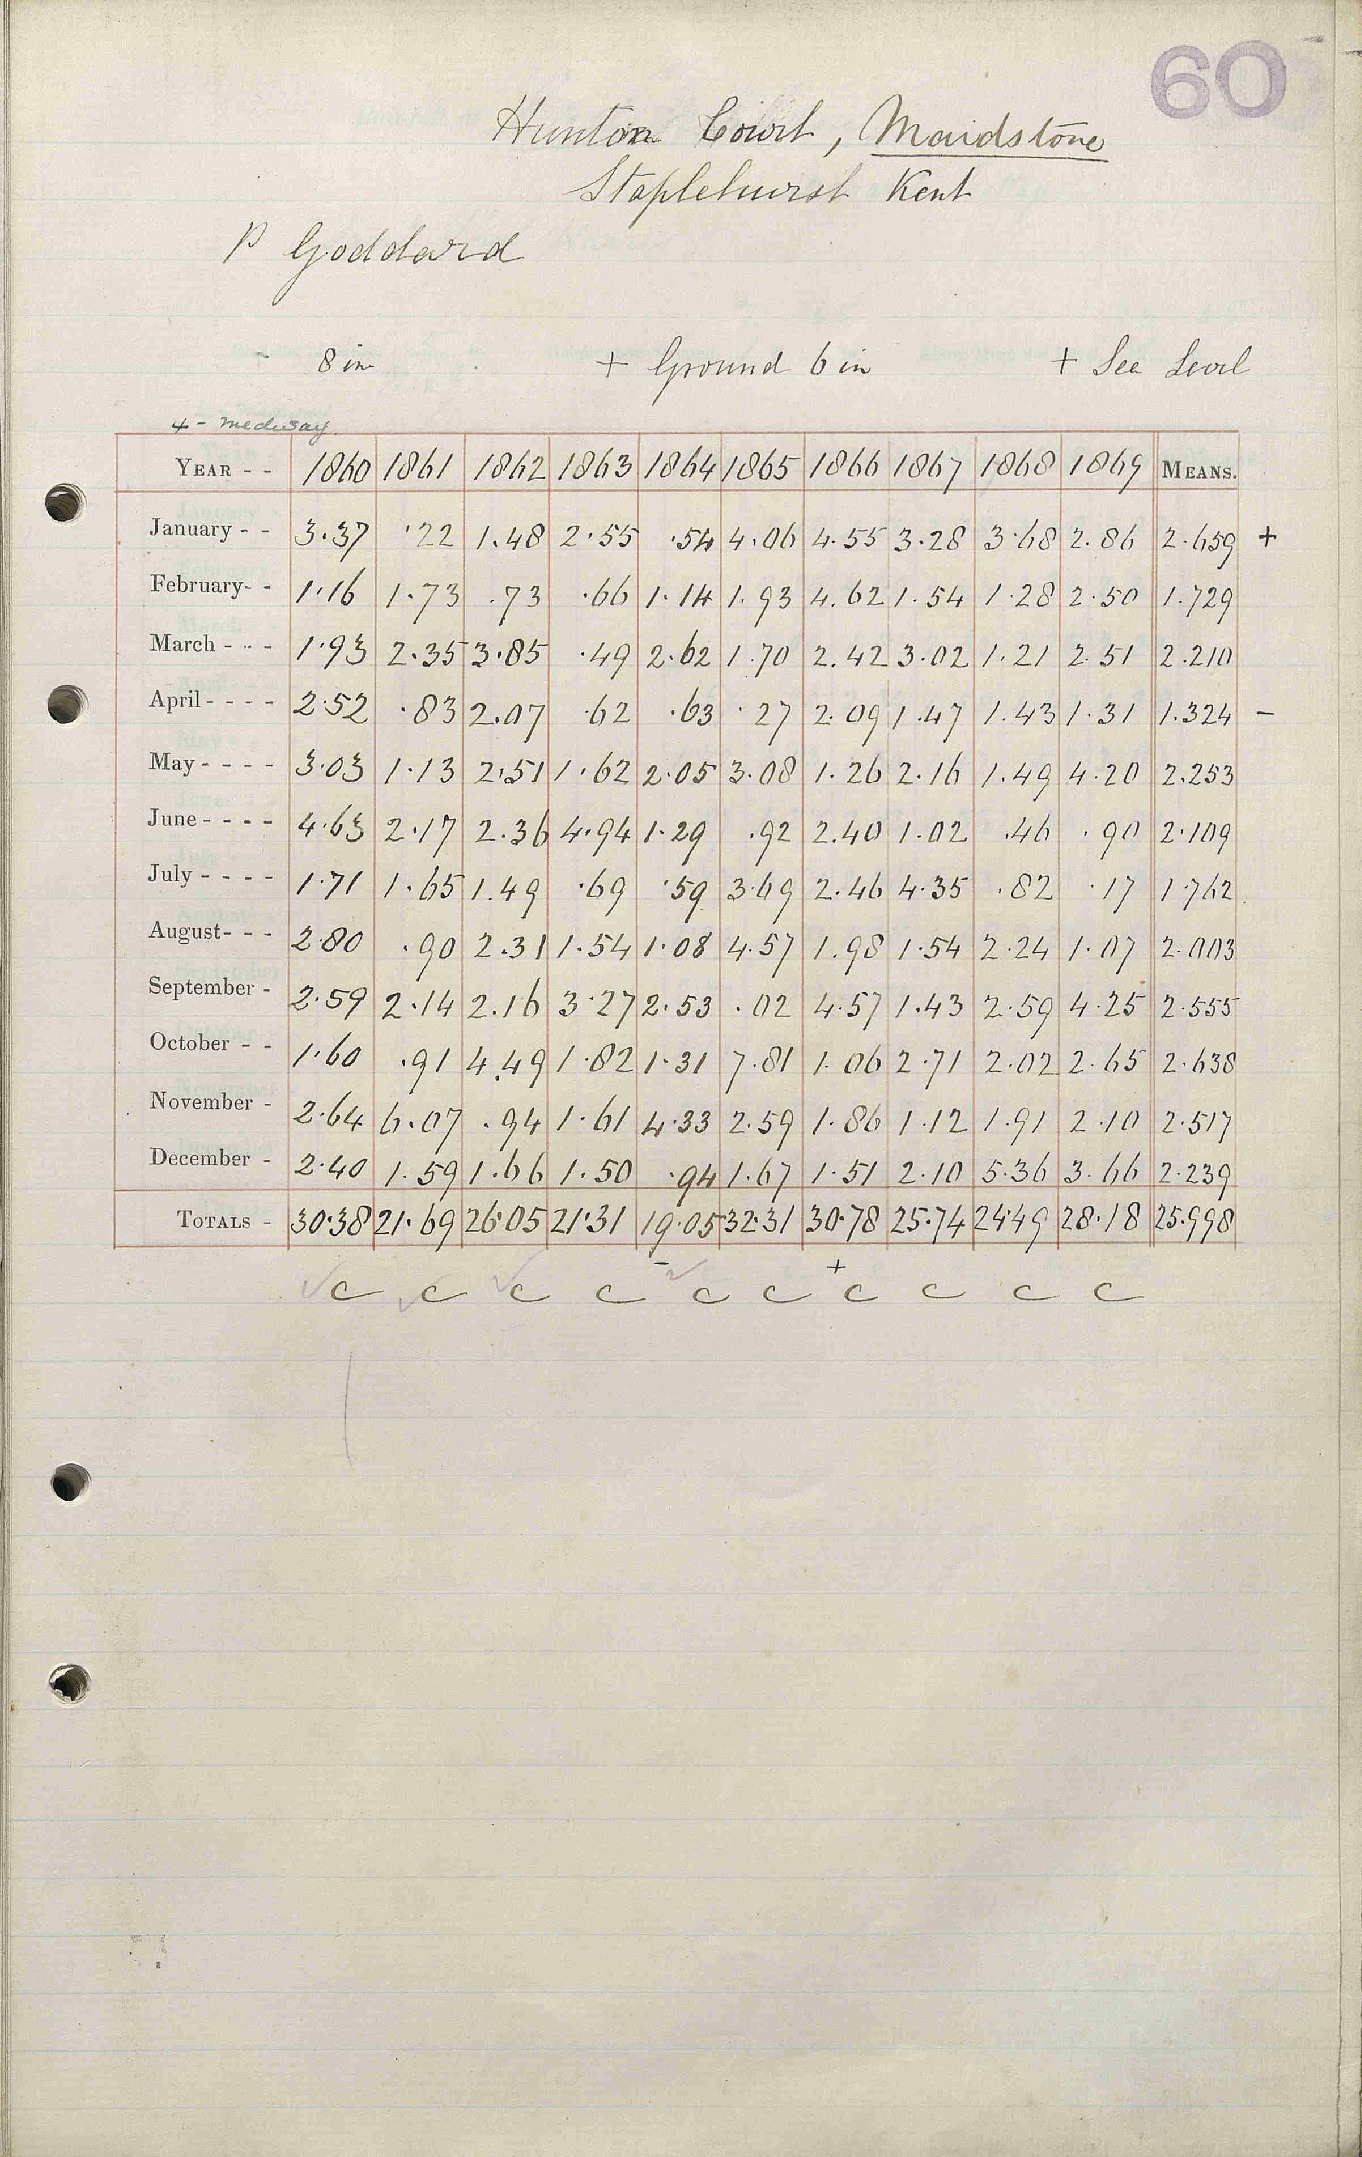 60
Hunton Court, Maidstone
Staplehurst Kent
P Goddard
8 in + Ground 6 in + Sea Level
4 - Medway
YEAR - - 1860 1861 1862 1863 1864 1865 1866 1867 1868 1869 MEANS.
January - - 3.37 .22 1.48 2.55 .54 4.06 4.55 3.28 3.68 2.86 2.659 +
February - - 1.16 1.73 .73 .66 1.14 1.93 4.62 1.54 1.28 2.50 1.729
March - - - 1.93 2.35 3.85 .49 2.62 1.70 2.42 3.02 1.21 2.51 2.210
April - - - - 2.52 .83 2.07 .62 .63 .27 2.09 1.47 1.43 1.31 1.324 -
May - - - - 3.03 1.13 2.51 1.62 2.05 3.08 1.26 2.16 1.49 4.20 2.253
June - - - - 4.63 2.17 2.36 4.94 1.29 .92 2.40 1.02 .46 .90 2.109
July - - - - 1.71 1.65 1.49 .69 .59 3.69 2.46 4.35 .82 .17 1.762
August - - - 2.80 .90 2.31 1.54 1.08 4.57 1.98 1.54 2.24 1.07 2.003
September - 2.59 2.14 2.16 3.27 2.53 .02 4.57 1.43 2.59 4.25 2.555
October - - 1.60 .91 4.49 1.82 1.31 7.81 1.06 2.71 2.02 2.65 2.638
November - 2.64 6.07 .94 1.61 4.33 2.59 1.86 1.12 1.91 2.10 2.517
December - 2.40 1.59 1.66 1.50 .94 1.67 1.51 2.10 5.36 3.66 2.239
TOTALS - 30.38 21.69 26.05 21.31 19.05 32.31 30.78 25.74 24.49 28.18 25.998
- +
C C C C C C C C C C